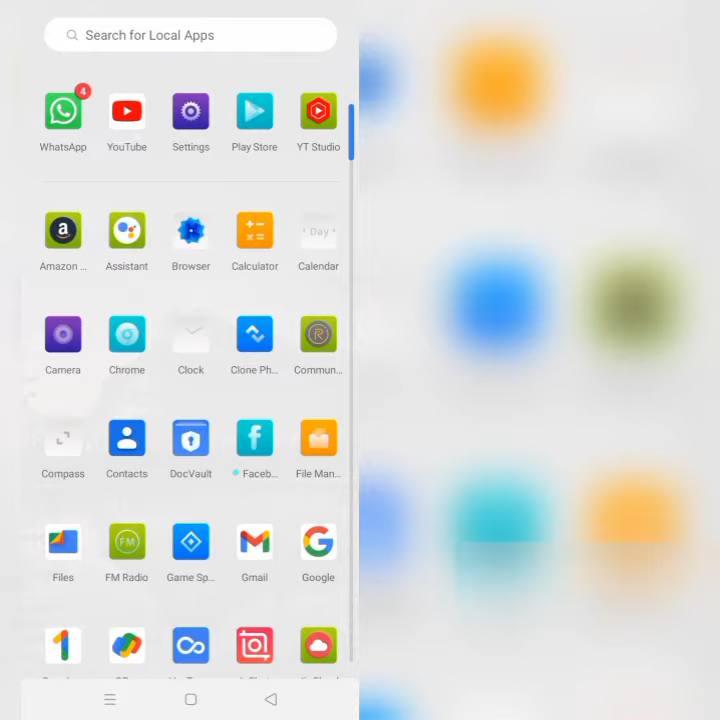 Search for Local Apps
4
WhatsApp YouTube Settings Play Store YT Studio
a Day
Amazon ... Assistant Browser Calculator Calendar
R
Camera Chrome Clock Clone Ph... Commun...
Compass Contacts DocVault Faceb... File Man...
FM
Files FM Radio Game Sp... Gmail Google